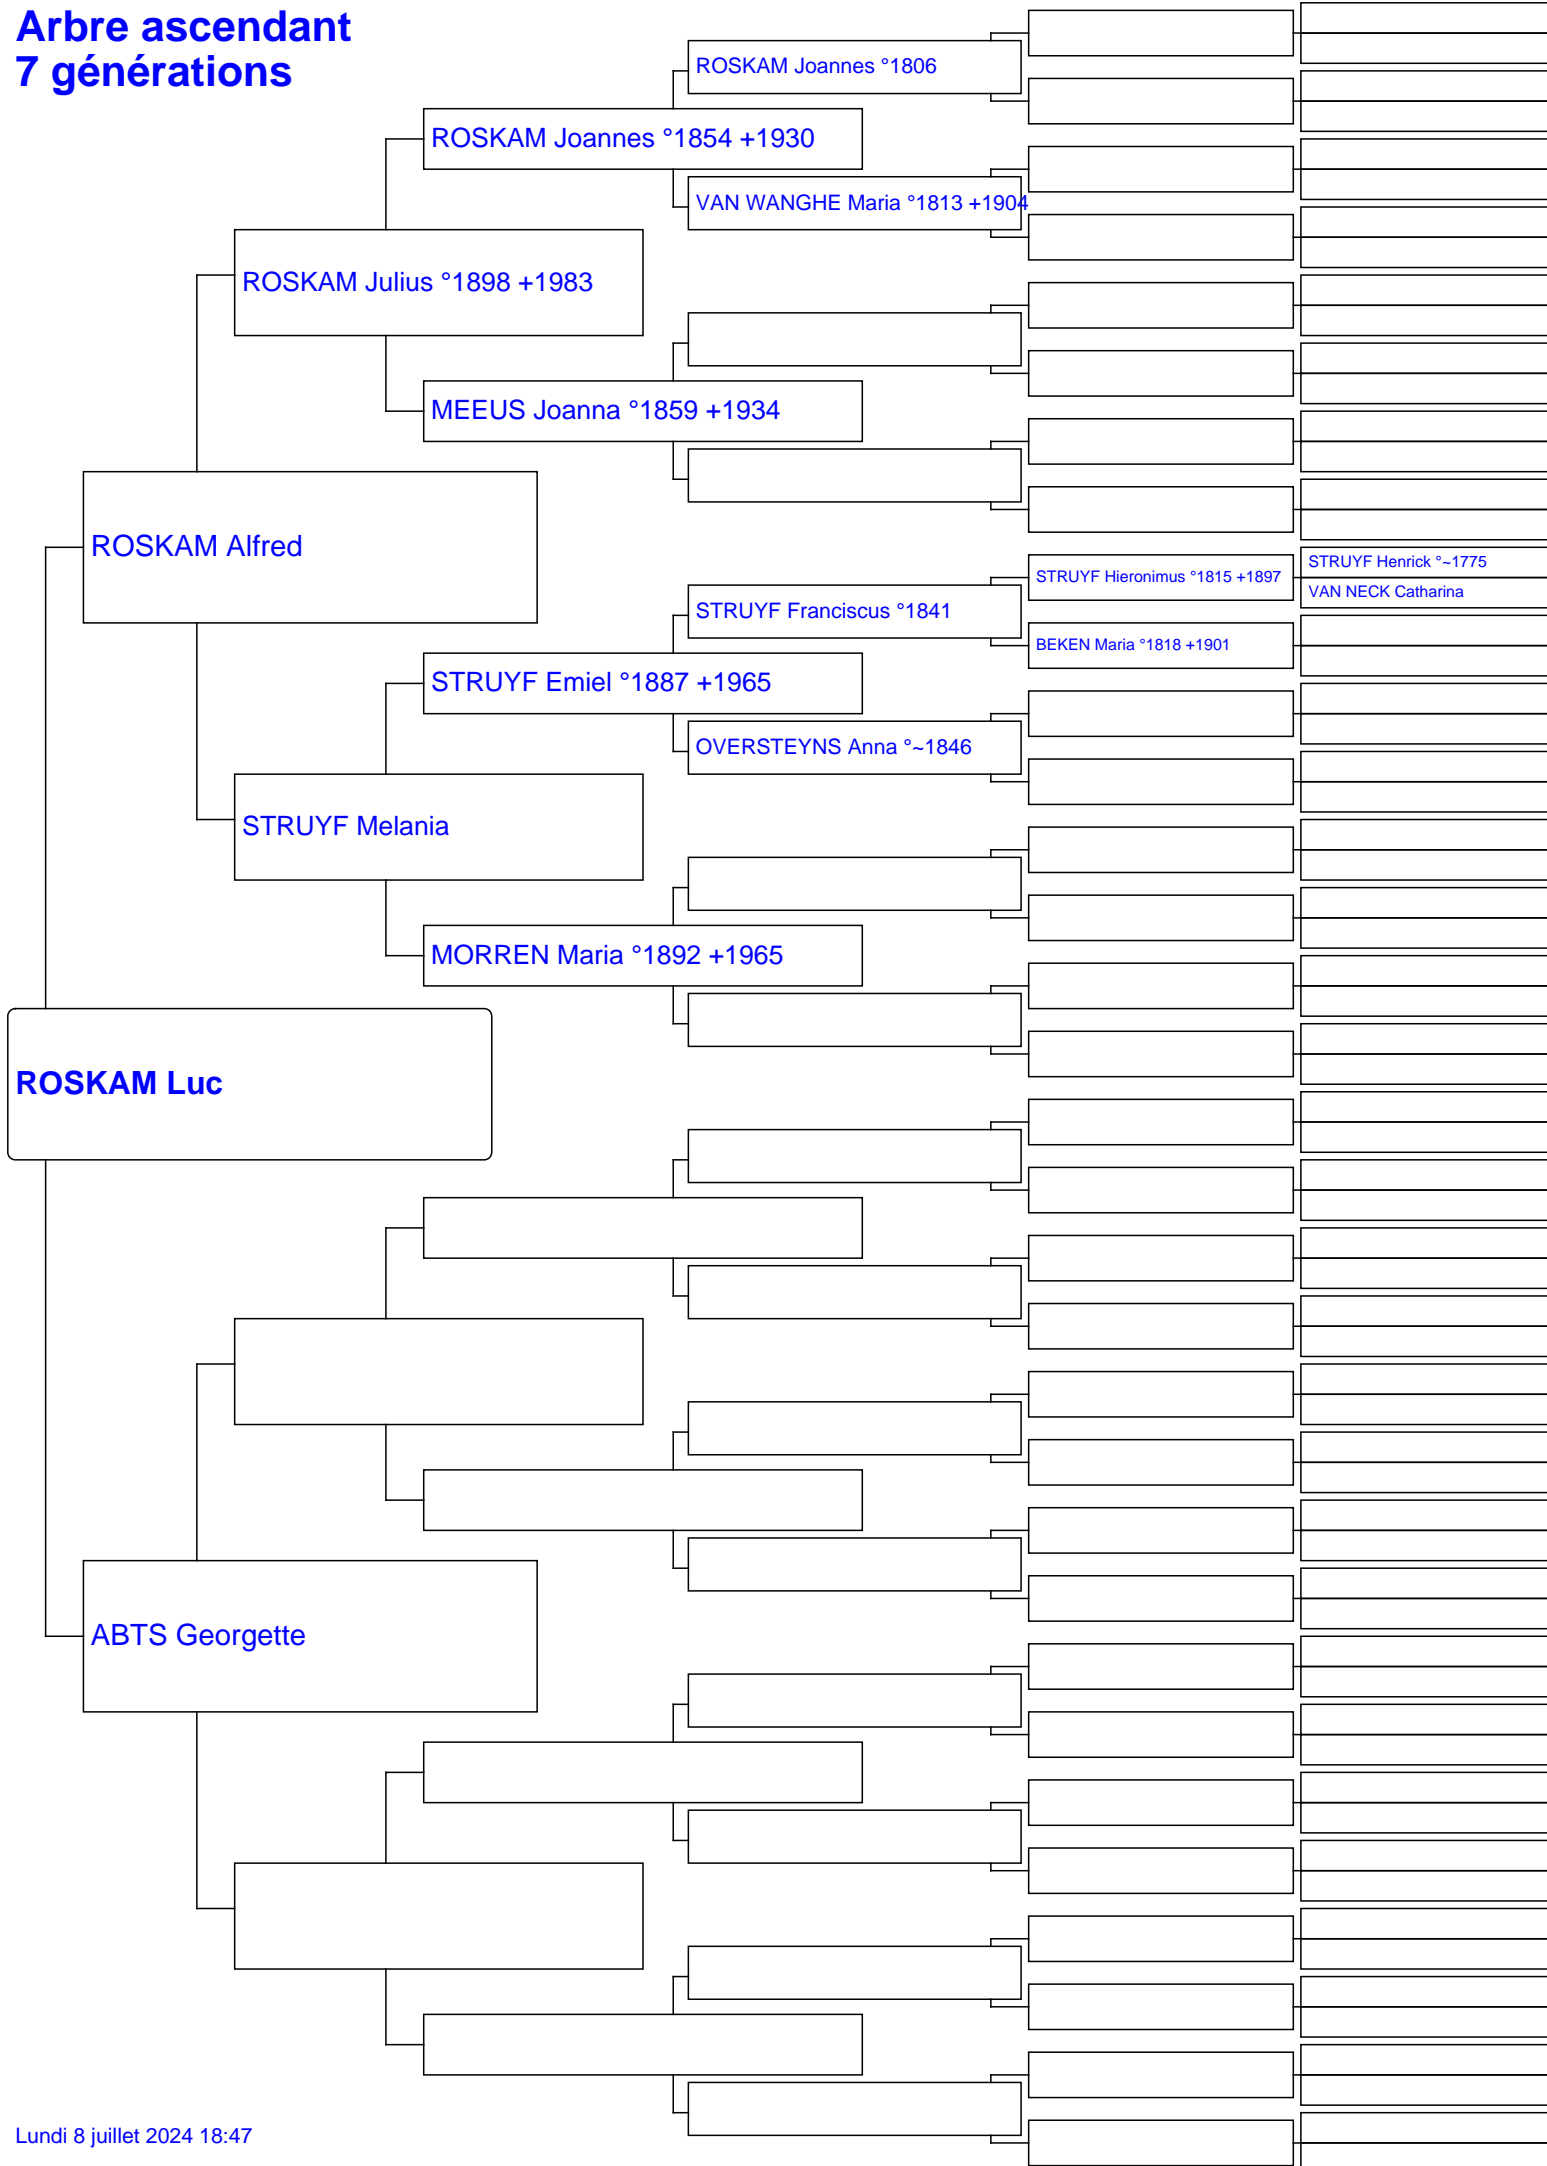 Arbre ascendant
7 générations
ROSKAM Joannes °1806
ROSKAM Joannes °1854 +1930
VAN WANGHE Maria °1813 +1904
ROSKAM Julius °1898 +1983
MEEUS Joanna °1859 +1934
ROSKAM Alfred
STRUYF Henrick °~1775
STRUYF Hieronimus °1815 +1897
VAN NECK Catharina
STRUYF Franciscus °1841
BEKEN Maria °1818 +1901
STRUYF Emiel °1887 +1965
OVERSTEYNS Anna °~1846
STRUYF Melania
MORREN Maria °1892 +1965
ROSKAM Luc
ABTS Georgette
Lundi 8 juillet 2024 18:47